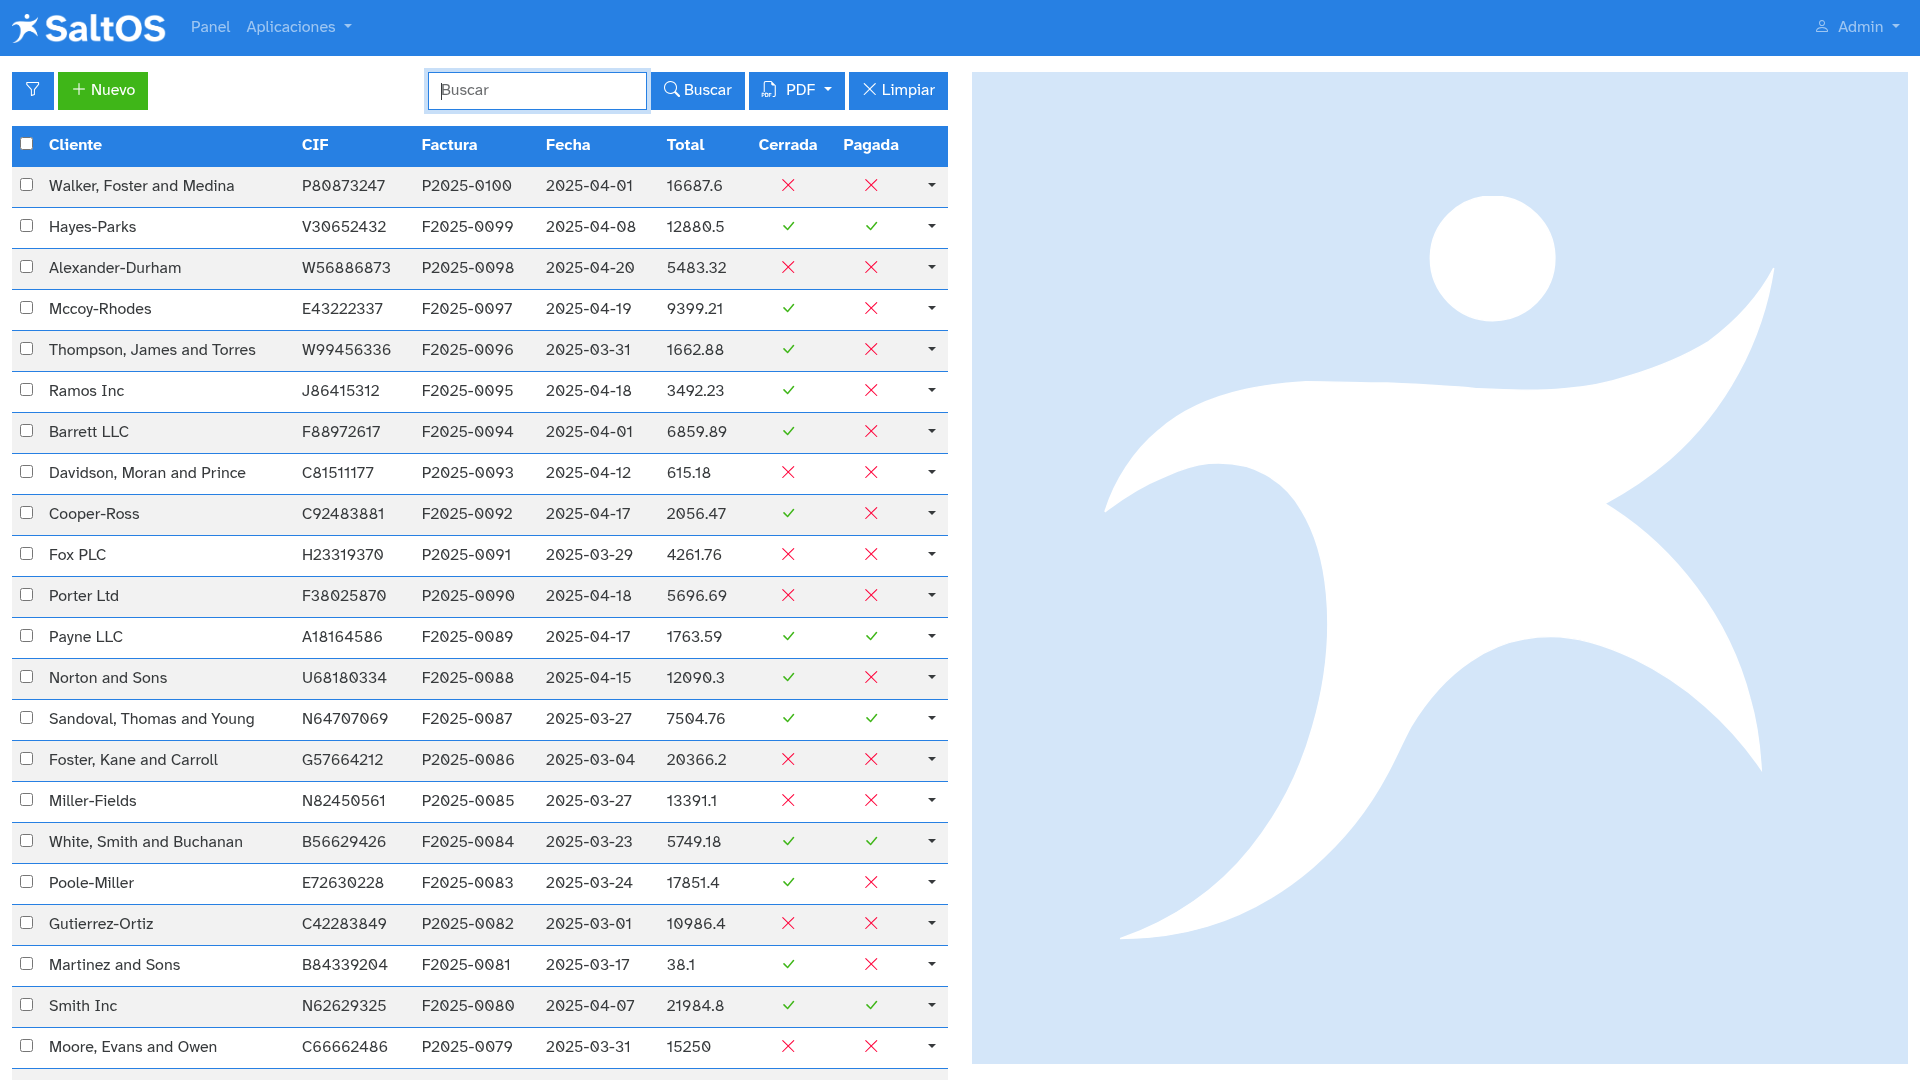 SaltOS Panel Aplicaciones Admin
Nuevo Buscar Buscar PDF Limpiar
Cliente CIF Factura Fecha Total Cerrada Pagada
Walker, Foster and Medina P80873247 P2025-0100 2025-04-01 16687.6
Hayes-Parks V30652432 F2025-0099 2025-04-08 12880.5
Alexander-Durham W56886873 P2025-0098 2025-04-20 5483.32
Mccoy-Rhodes E43222337 F2025-0097 2025-04-19 9399.21
Thompson, James and Torres W99456336 F2025-0096 2025-03-31 1662.88
Ramos Inc J86415312 F2025-0095 2025-04-18 3492.23
Barrett LLC F88972617 F2025-0094 2025-04-01 6859.89
Davidson, Moran and Prince C81511177 P2025-0093 2025-04-12 615.18
Cooper-Ross C92483881 F2025-0092 2025-04-17 2056.47
Fox PLC H23319370 P2025-0091 2025-03-29 4261.76
Porter Ltd F38025870 P2025-0090 2025-04-18 5696.69
Payne LLC A18164586 F2025-0089 2025-04-17 1763.59
Norton and Sons U68180334 F2025-0088 2025-04-15 12090.3
Sandoval, Thomas and Young N64707069 F2025-0087 2025-03-27 7504.76
Foster, Kane and Carroll G57664212 P2025-0086 2025-03-04 20366.2
Miller-Fields N82450561 P2025-0085 2025-03-27 13391.1
White, Smith and Buchanan B56629426 F2025-0084 2025-03-23 5749.18
Poole-Miller E72630228 F2025-0083 2025-03-24 17851.4
Gutierrez-Ortiz C42283849 P2025-0082 2025-03-01 10986.4
Martinez and Sons B84339204 F2025-0081 2025-03-17 38.1
Smith Inc N62629325 F2025-0080 2025-04-07 21984.8
Moore, Evans and Owen C66662486 P2025-0079 2025-03-31 15250